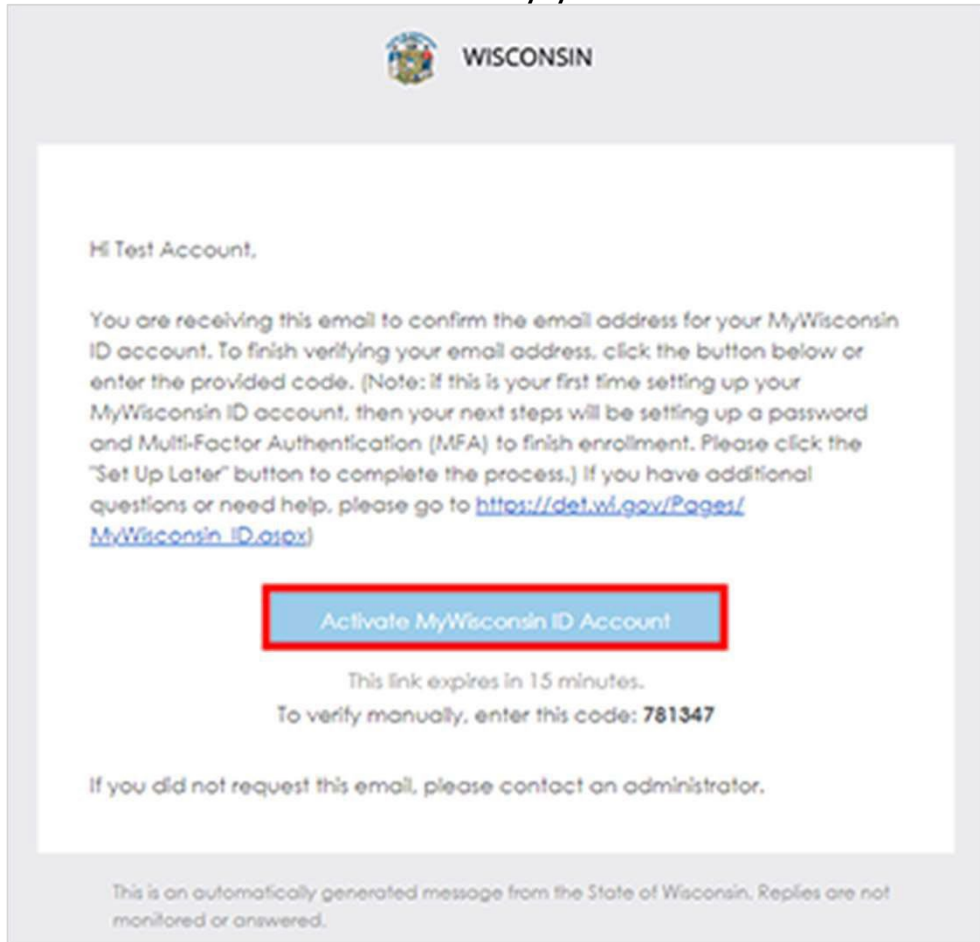 WISCONSIN
Hi Test Account,
You are receiving this email to confirm the email address for your MyWisconsin
ID account. To finish verifying your email address, click the button below or
enter the provided code. (Note: if this is your first time setting up your
MyWisconsin ID account, then your next steps will be setting up a password
and Multi-Factor Authentication (MFA) to finish enrollment. Please click the
"Set Up Later" button to complete the process.) If you have additional
questions or need help, please go to https://det.wi.gov/Pages/
MyWisconsin_ID.aspx)
Activate MyWisconsin ID Account
This link expires in 15 minutes.
To verify manually, enter this code: 781347
If you did not request this email, please contact an administrator.
This is an automatically generated message from the State of Wisconsin. Replies are not
monitored or answered.